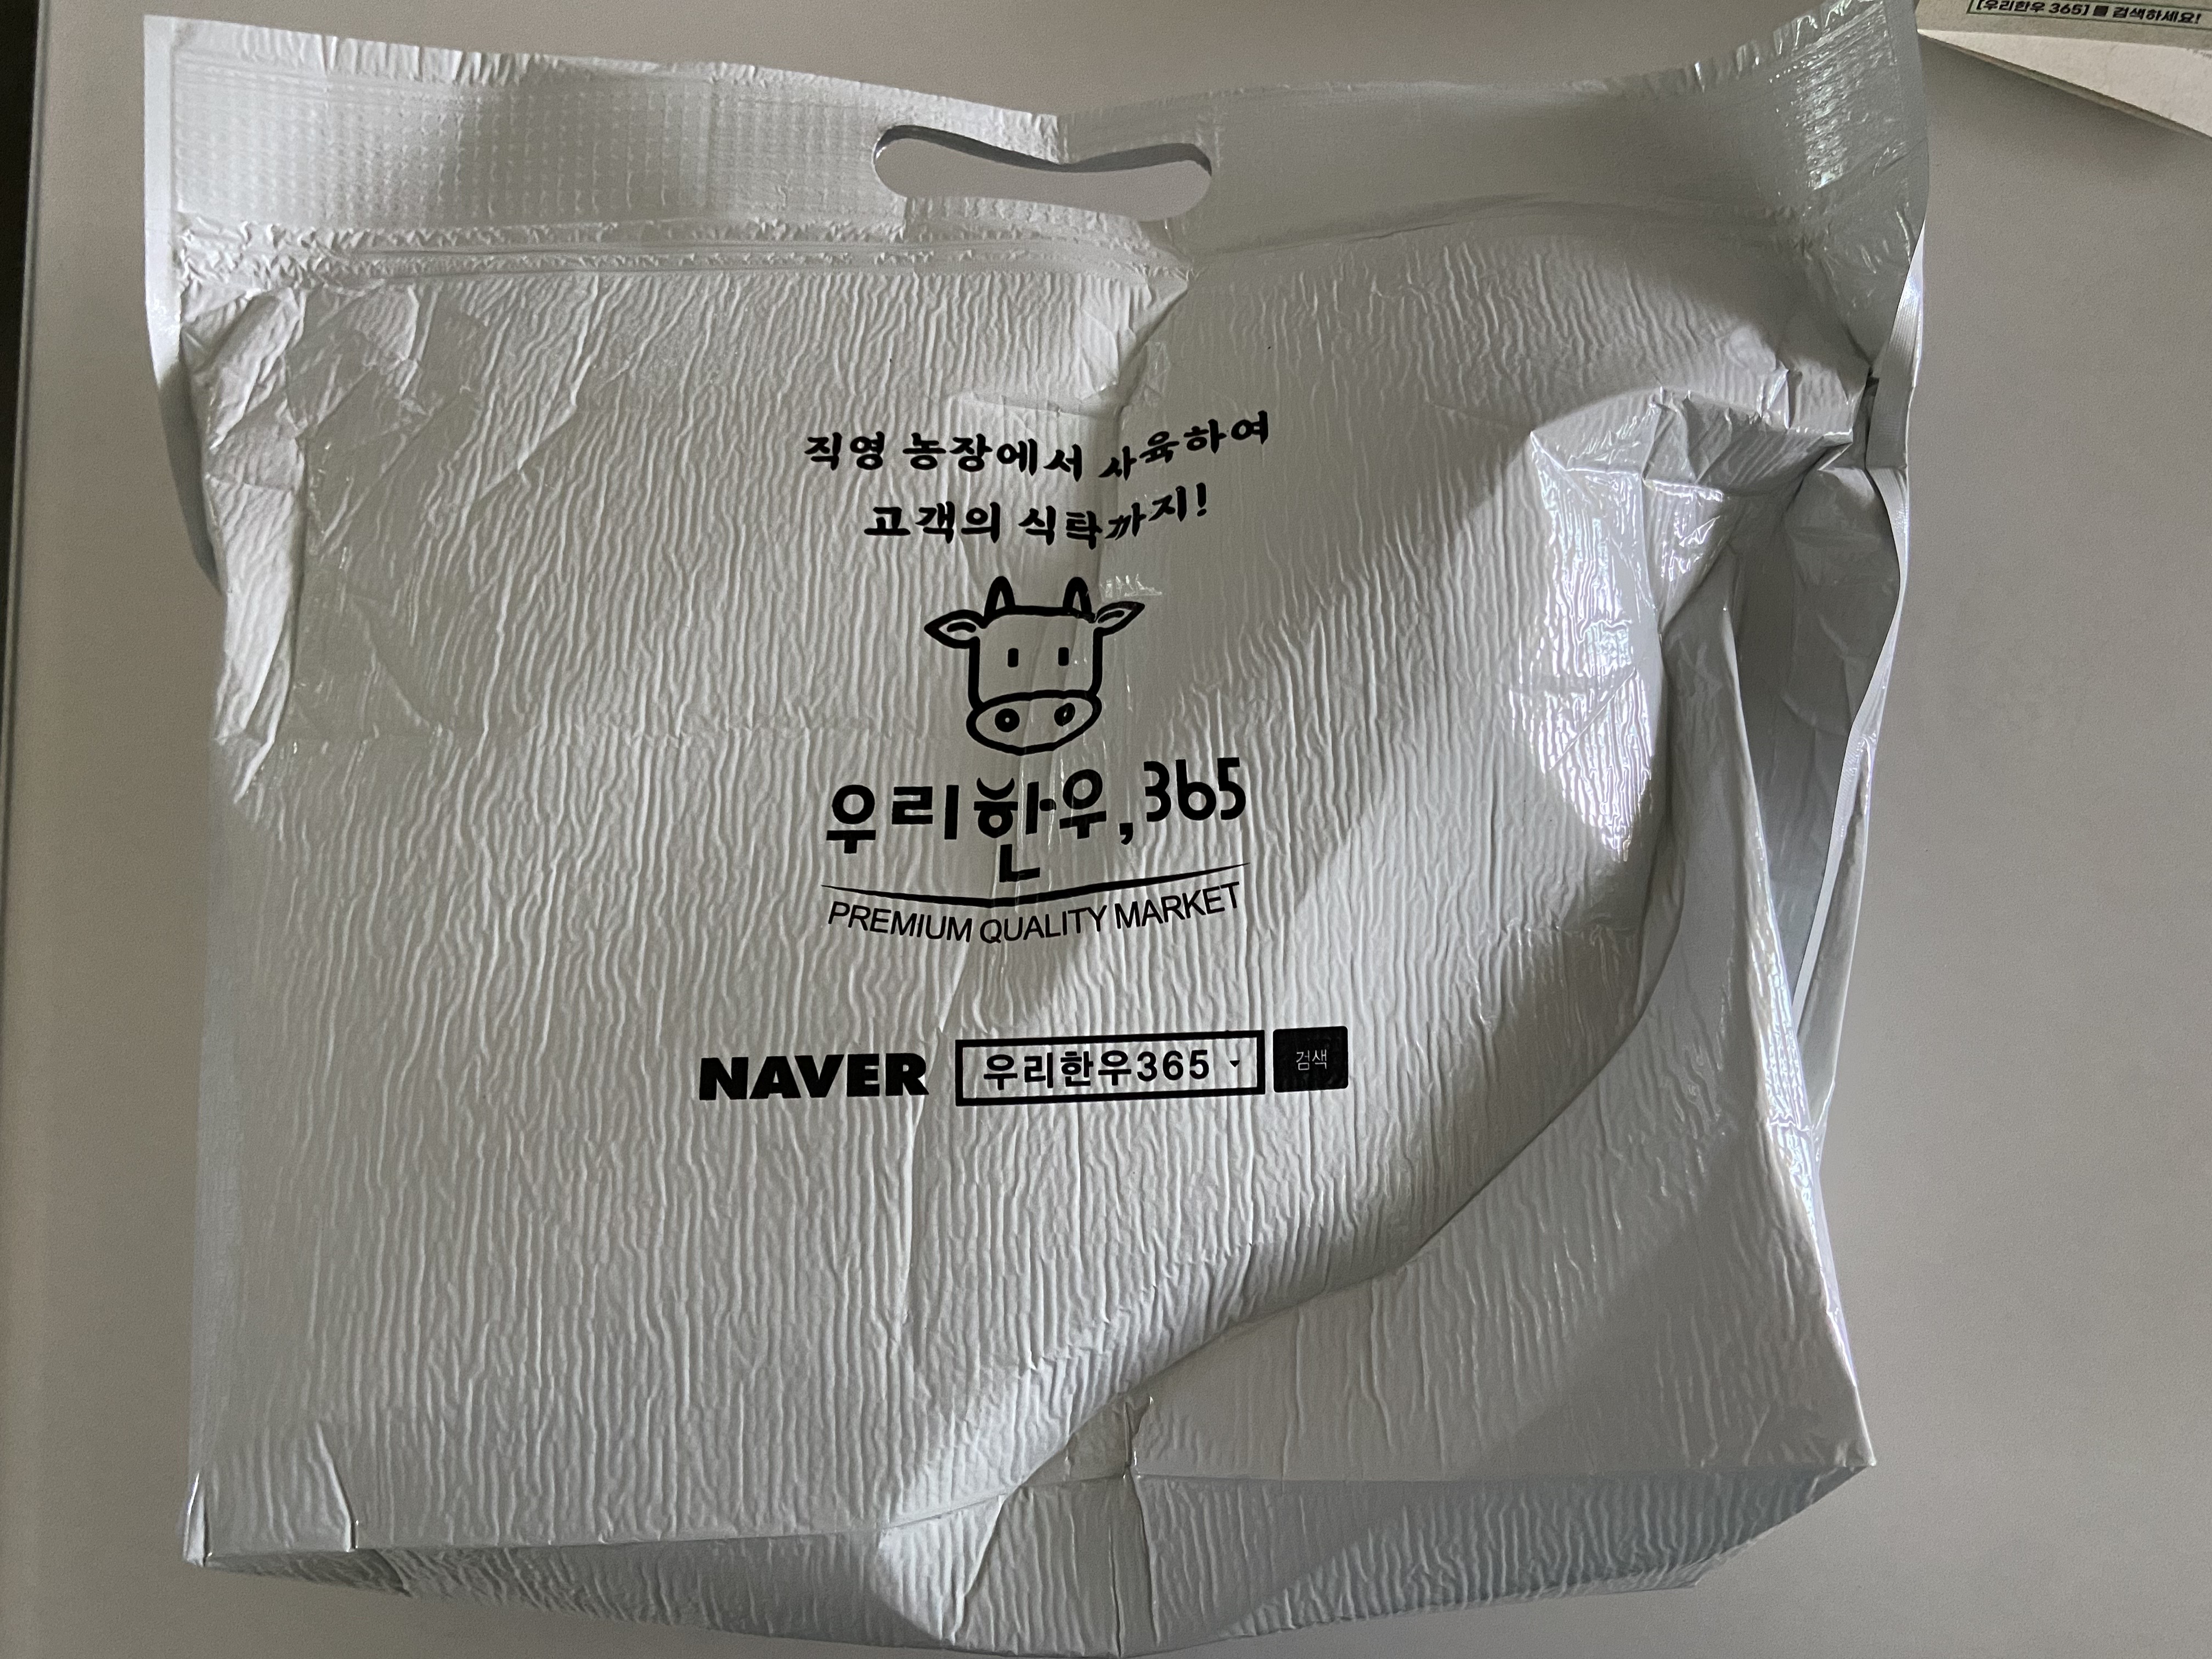 [우리한우 365] 를 검색하세요!
직영 농장에서 사육하여
고객의 식탁까지!
우리한우, 365
PREMIUM QUALITY MARKET
NAVER 우리한우365 검색